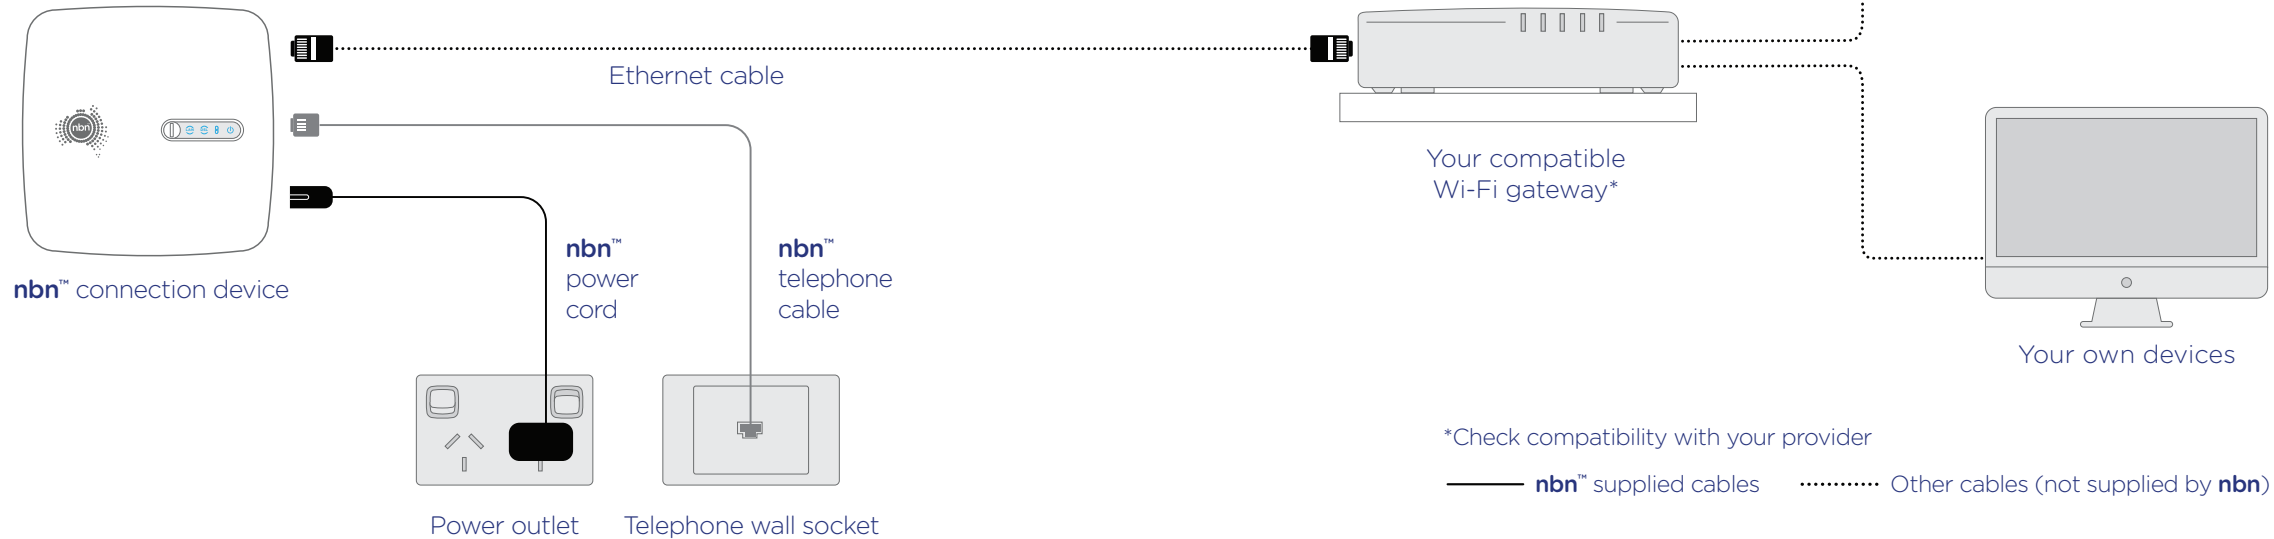 nbn
Ethernet cable
Your compatible
Wi-Fi gateway*
nbn™
power
cord
nbn™
telephone
cable
nbn™ connection device
Your own devices
*Check compatibility with your provider
nbn™ supplied cables
Other cables (not supplied by nbn)
Power outlet
Telephone wall socket